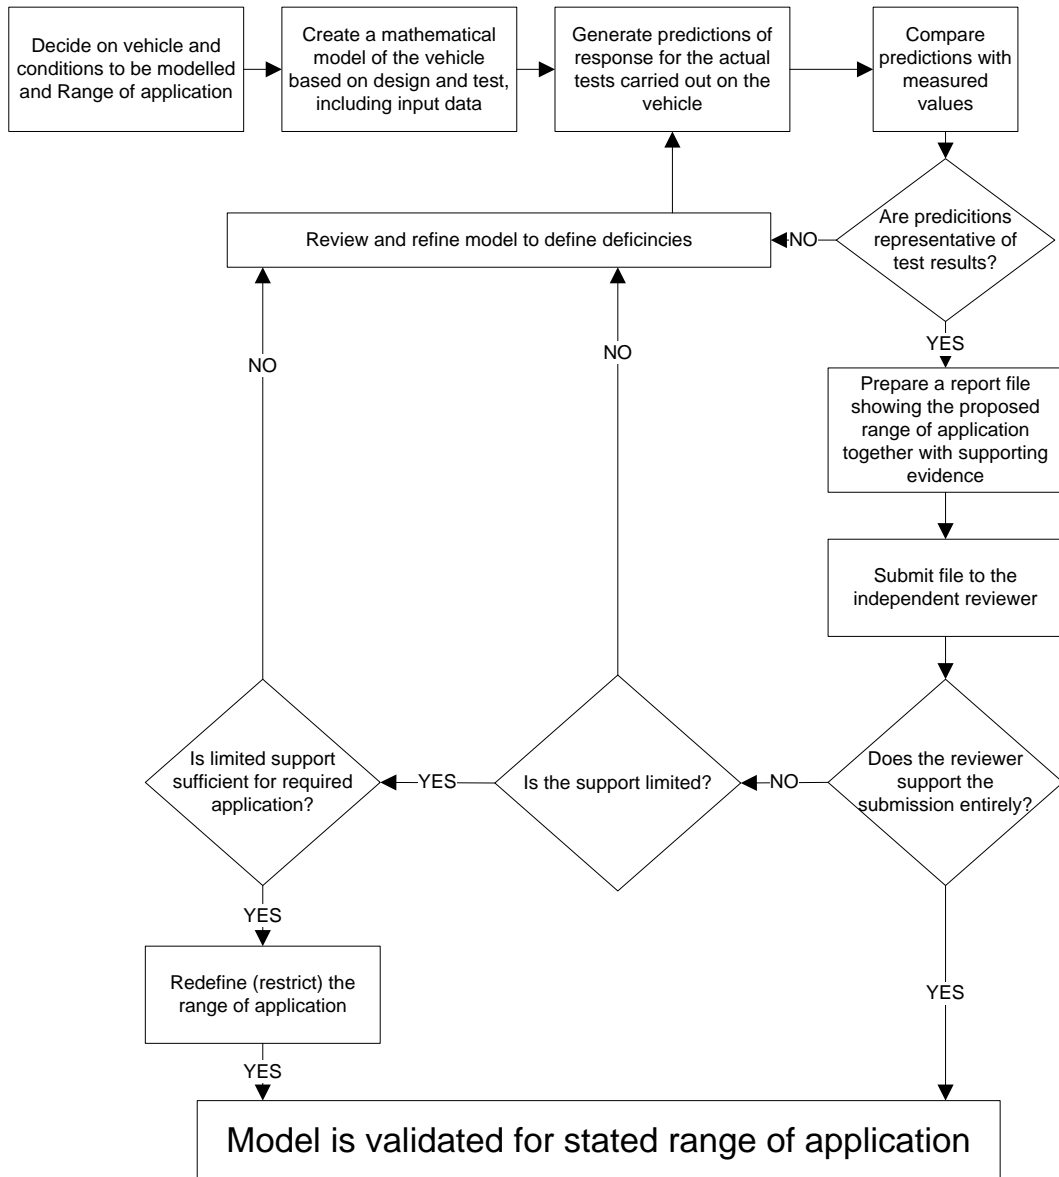 Decide on vehicle and
conditions to be modelled
and Range of application
Create a mathematical
model of the vehicle
based on design and test,
including input data
Generate predictions of
response for the actual
tests carried out on the
vehicle
Compare
predictions with
measured
values
Review and refine model to define deficincies
NO
Are predicitions
representative of
test results?
YES
NO
NO
Prepare a report file
showing the proposed
range of application
together with supporting
evidence
Submit file to the
independent reviewer
Is limited support
sufficient for required
application?
YES
Is the support limited?
NO
Does the reviewer
support the
submission entirely?
YES
Redefine (restrict) the
range of application
YES
YES
Model is validated for stated range of application